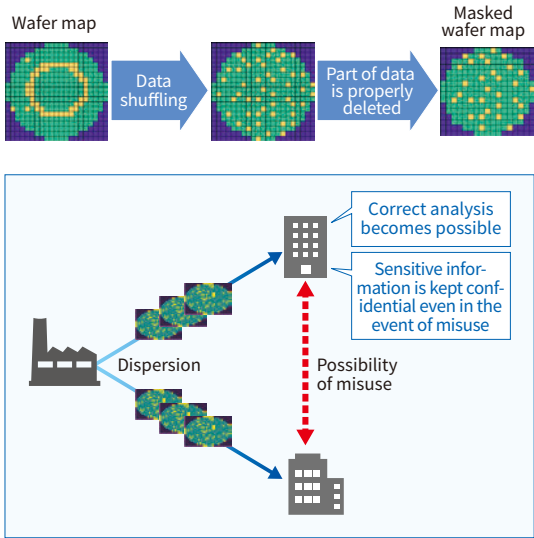 Wafer map
Masked
wafer map
Data
shuffling
Part of data
is properly
deleted
Correct analysis
becomes possible
Sensitive infor-
mation is kept conf-
idential even in the
event of misuse
Dispersion
Possibility
of misuse